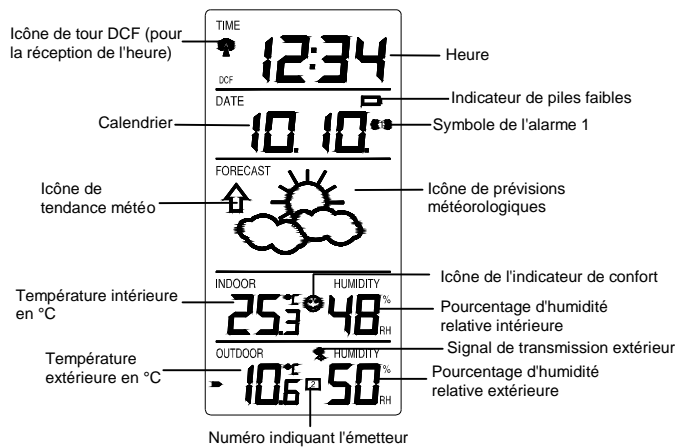 Icône de tour DCF (pour
la réception de l'heure)
TIME
DCF
12:34
Heure
DATE
Indicateur de piles faibles
Calendrier
10. 10.
Symbole de l'alarme 1
FORECAST
Icône de
tendance météo
Icône de prévisions
météorologiques
Icône de l'indicateur de confort
INDOOR
HUMIDITY
Température intérieure
en °C
25.3 °C
48 % RH
Pourcentage d'humidité
relative intérieure
Signal de transmission extérieur
OUTDOOR
HUMIDITY
Température
extérieure en °C
10.6 °C
2
50 % RH
Pourcentage d'humidité
relative extérieure
Numéro indiquant l'émetteur